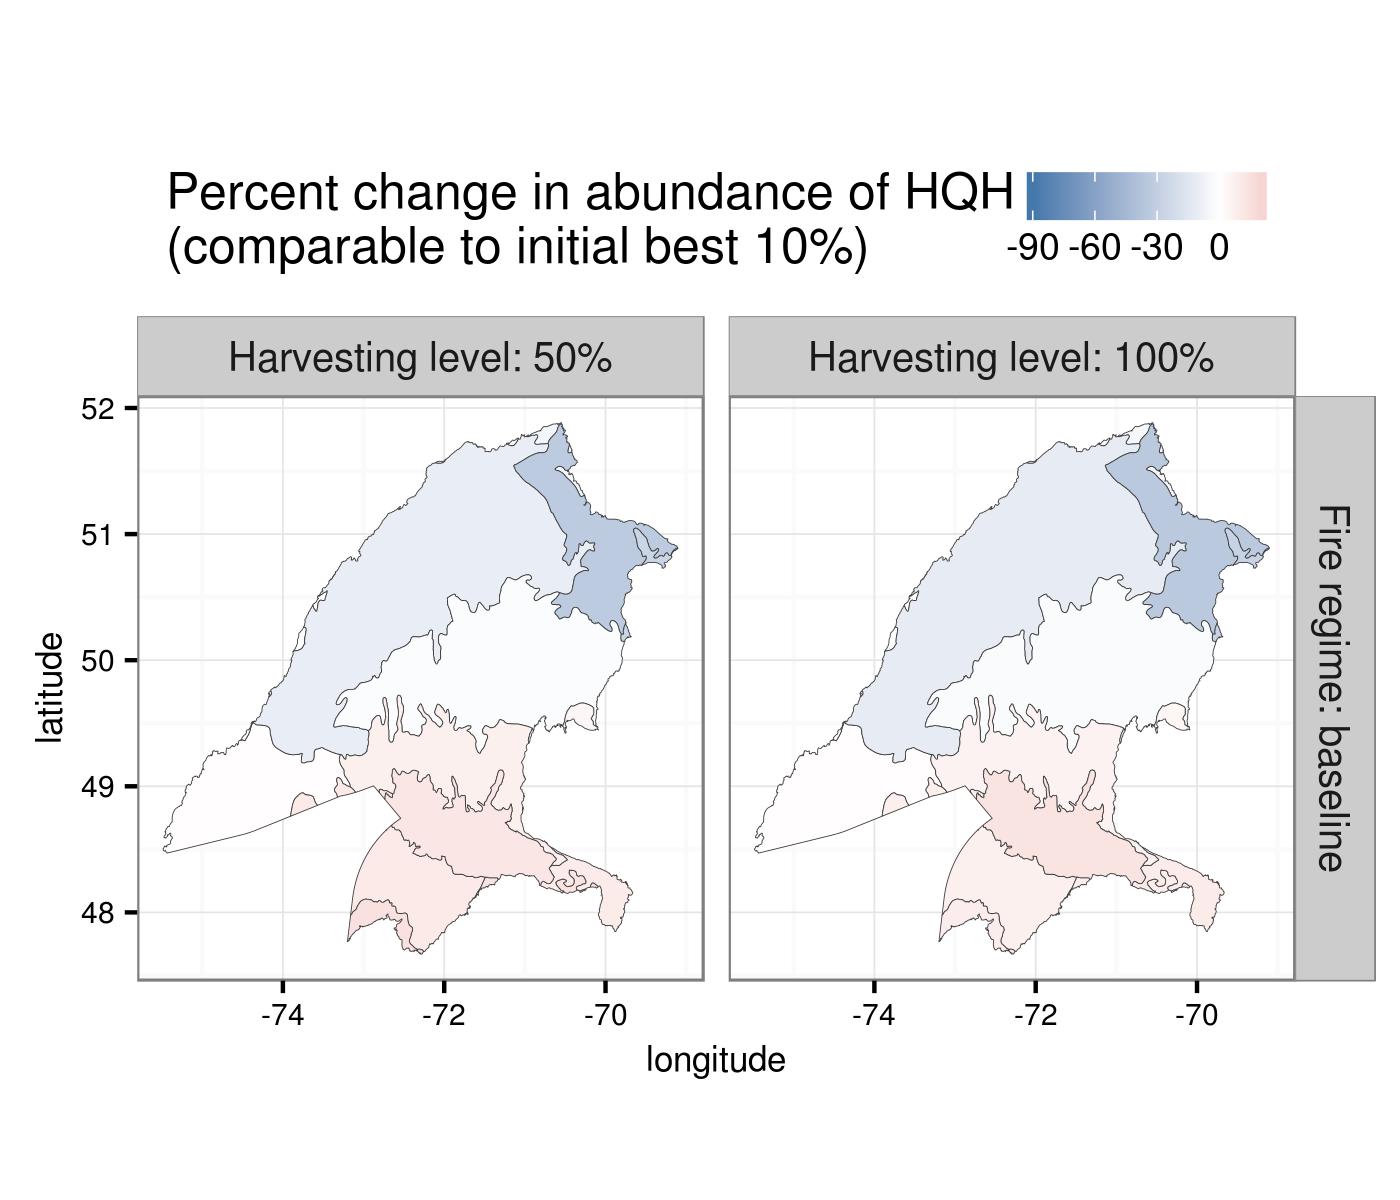 Percent change in abundance of HQH
(comparable to initial best 10%)
-90 -60 -30 0
Harvesting level: 50%
Harvesting level: 100%
Fire regime: baseline
latitude
52
51
50
49
48
-74 -72 -70
-74 -72 -70
longitude